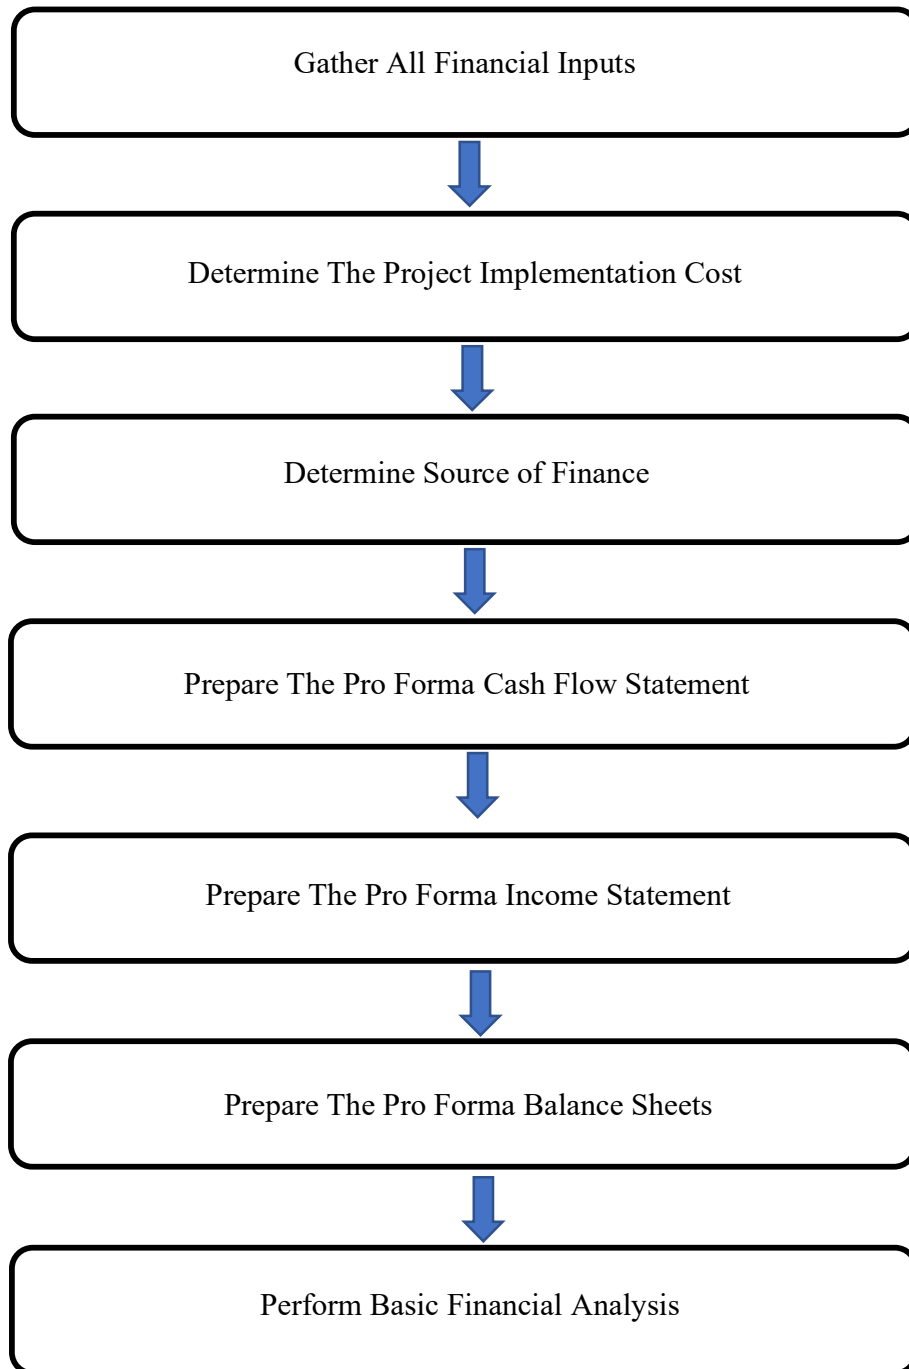 Gather All Financial Inputs
Determine The Project Implementation Cost
Determine Source of Finance
Prepare The Pro Forma Cash Flow Statement
Prepare The Pro Forma Income Statement
Prepare The Pro Forma Balance Sheets
Perform Basic Financial Analysis